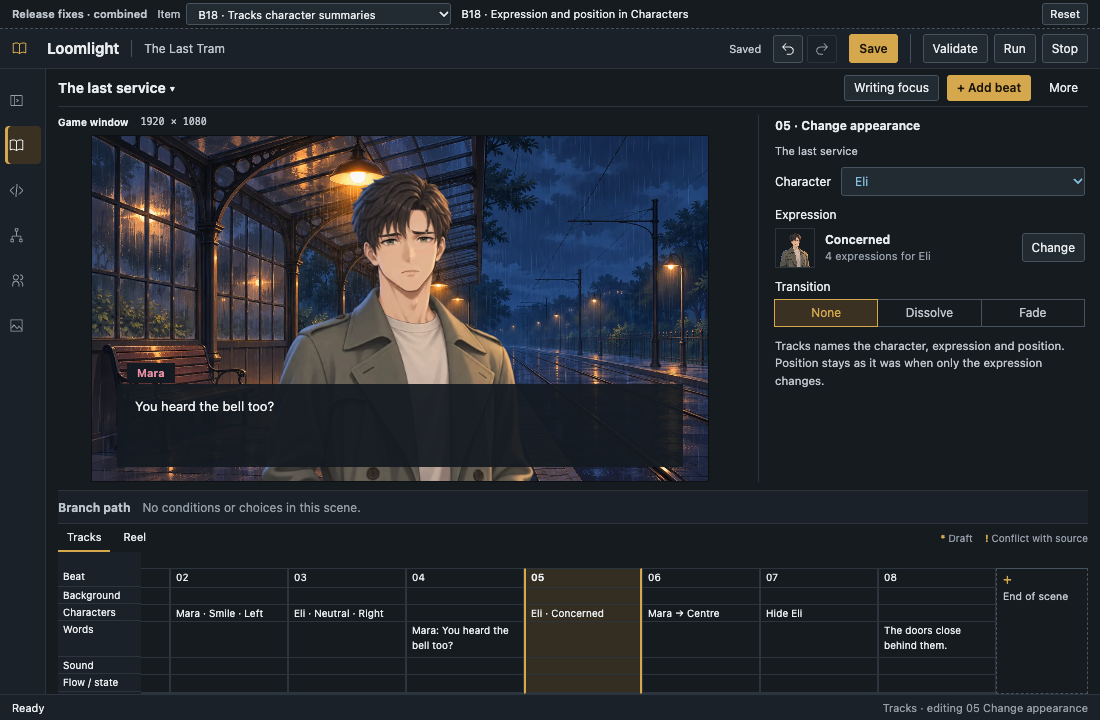 Release fixes · combined Item B18 · Tracks character summaries B18 · Expression and position in Characters Reset
Loomlight The Last Tram Saved Save Validate Run Stop
The last service ▾ Writing focus + Add beat More
Game window 1920 × 1080
Mara
You heard the bell too?
05 · Change appearance
The last service
Character Eli
Expression
Concerned
4 expressions for Eli
Change
Transition
None Dissolve Fade
Tracks names the character, expression and position.
Position stays as it was when only the expression
changes.
Branch path No conditions or choices in this scene.
Tracks Reel * Draft ! Conflict with source
Beat 02 03 04 05 06 07 08 +
End of scene
Background
Characters Mara · Smile · Left Eli · Neutral · Right Eli · Concerned Mara → Centre Hide Eli
Words Mara: You heard the The doors close
bell too? behind them.
Sound
Flow / state
Ready Tracks · editing 05 Change appearance